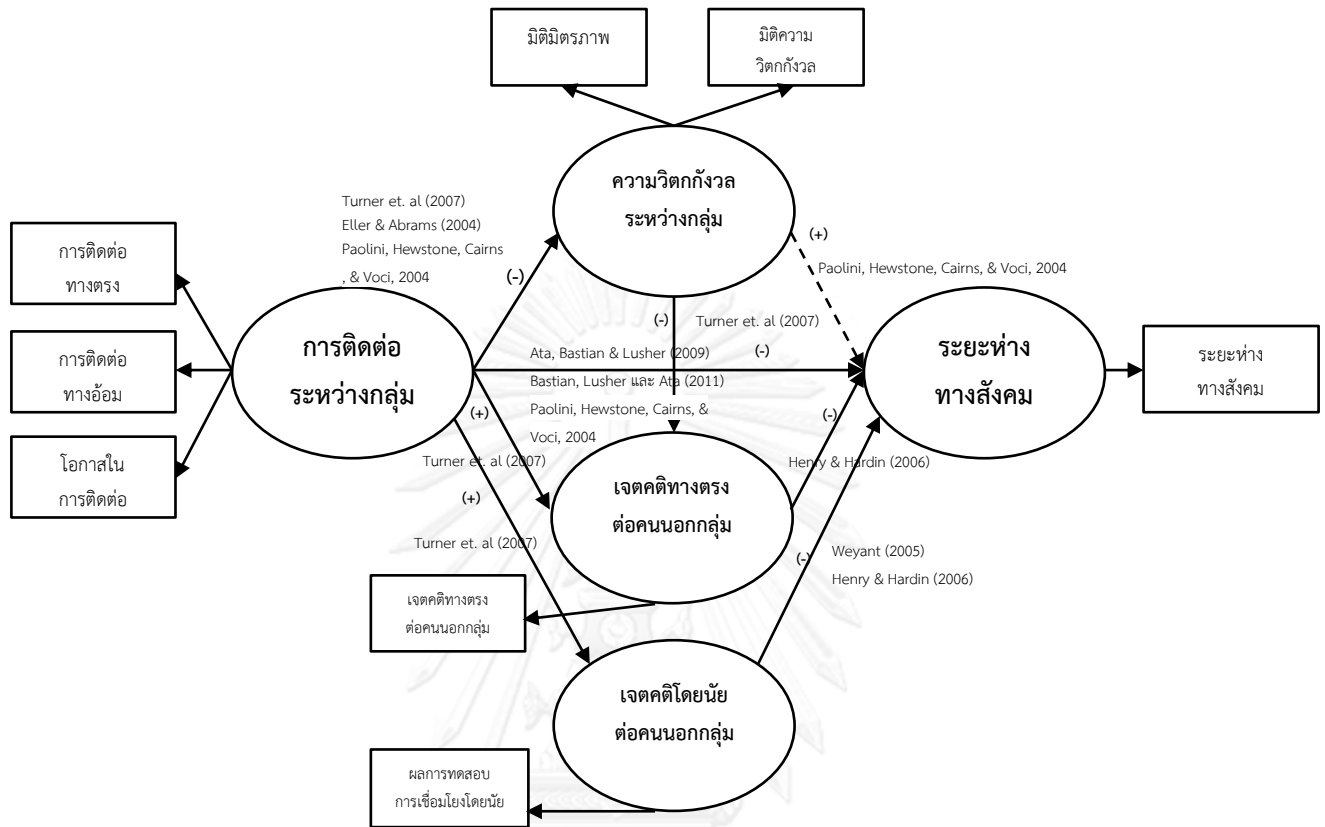 มิติมิตรภาพ
มิติความ
วิตกกังวล
ความวิตกกังวล
ระหว่างกลุ่ม
Turner et. al (2007)
Eller & Abrams (2004)
Paolini, Hewstone, Cairns
, & Voci, 2004
(-)
(+)
Paolini, Hewstone, Cairns, & Voci, 2004
การติดต่อ
ทางตรง
การติดต่อ
ทางอ้อม
โอกาสใน
การติดต่อ
การติดต่อ
ระหว่างกลุ่ม
(-)
Turner et. al (2007)
Ata, Bastian & Lusher (2009)
(-)
Bastian, Lusher และ Ata (2011)
Paolini, Hewstone, Cairns, &
Voci, 2004
ระยะห่าง
ทางสังคม
ระยะห่าง
ทางสังคม
(+)
(-)
Turner et. al (2007)
Henry & Hardin (2006)
(+)
เจตคติทางตรง
ต่อคนนอกกลุ่ม
Turner et. al (2007)
(-)
Weyant (2005)
Henry & Hardin (2006)
เจตคติทางตรง
ต่อคนนอกกลุ่ม
เจตคติโดยนัย
ต่อคนนอกกลุ่ม
ผลการทดสอบ
การเชื่อมโยงโดยนัย